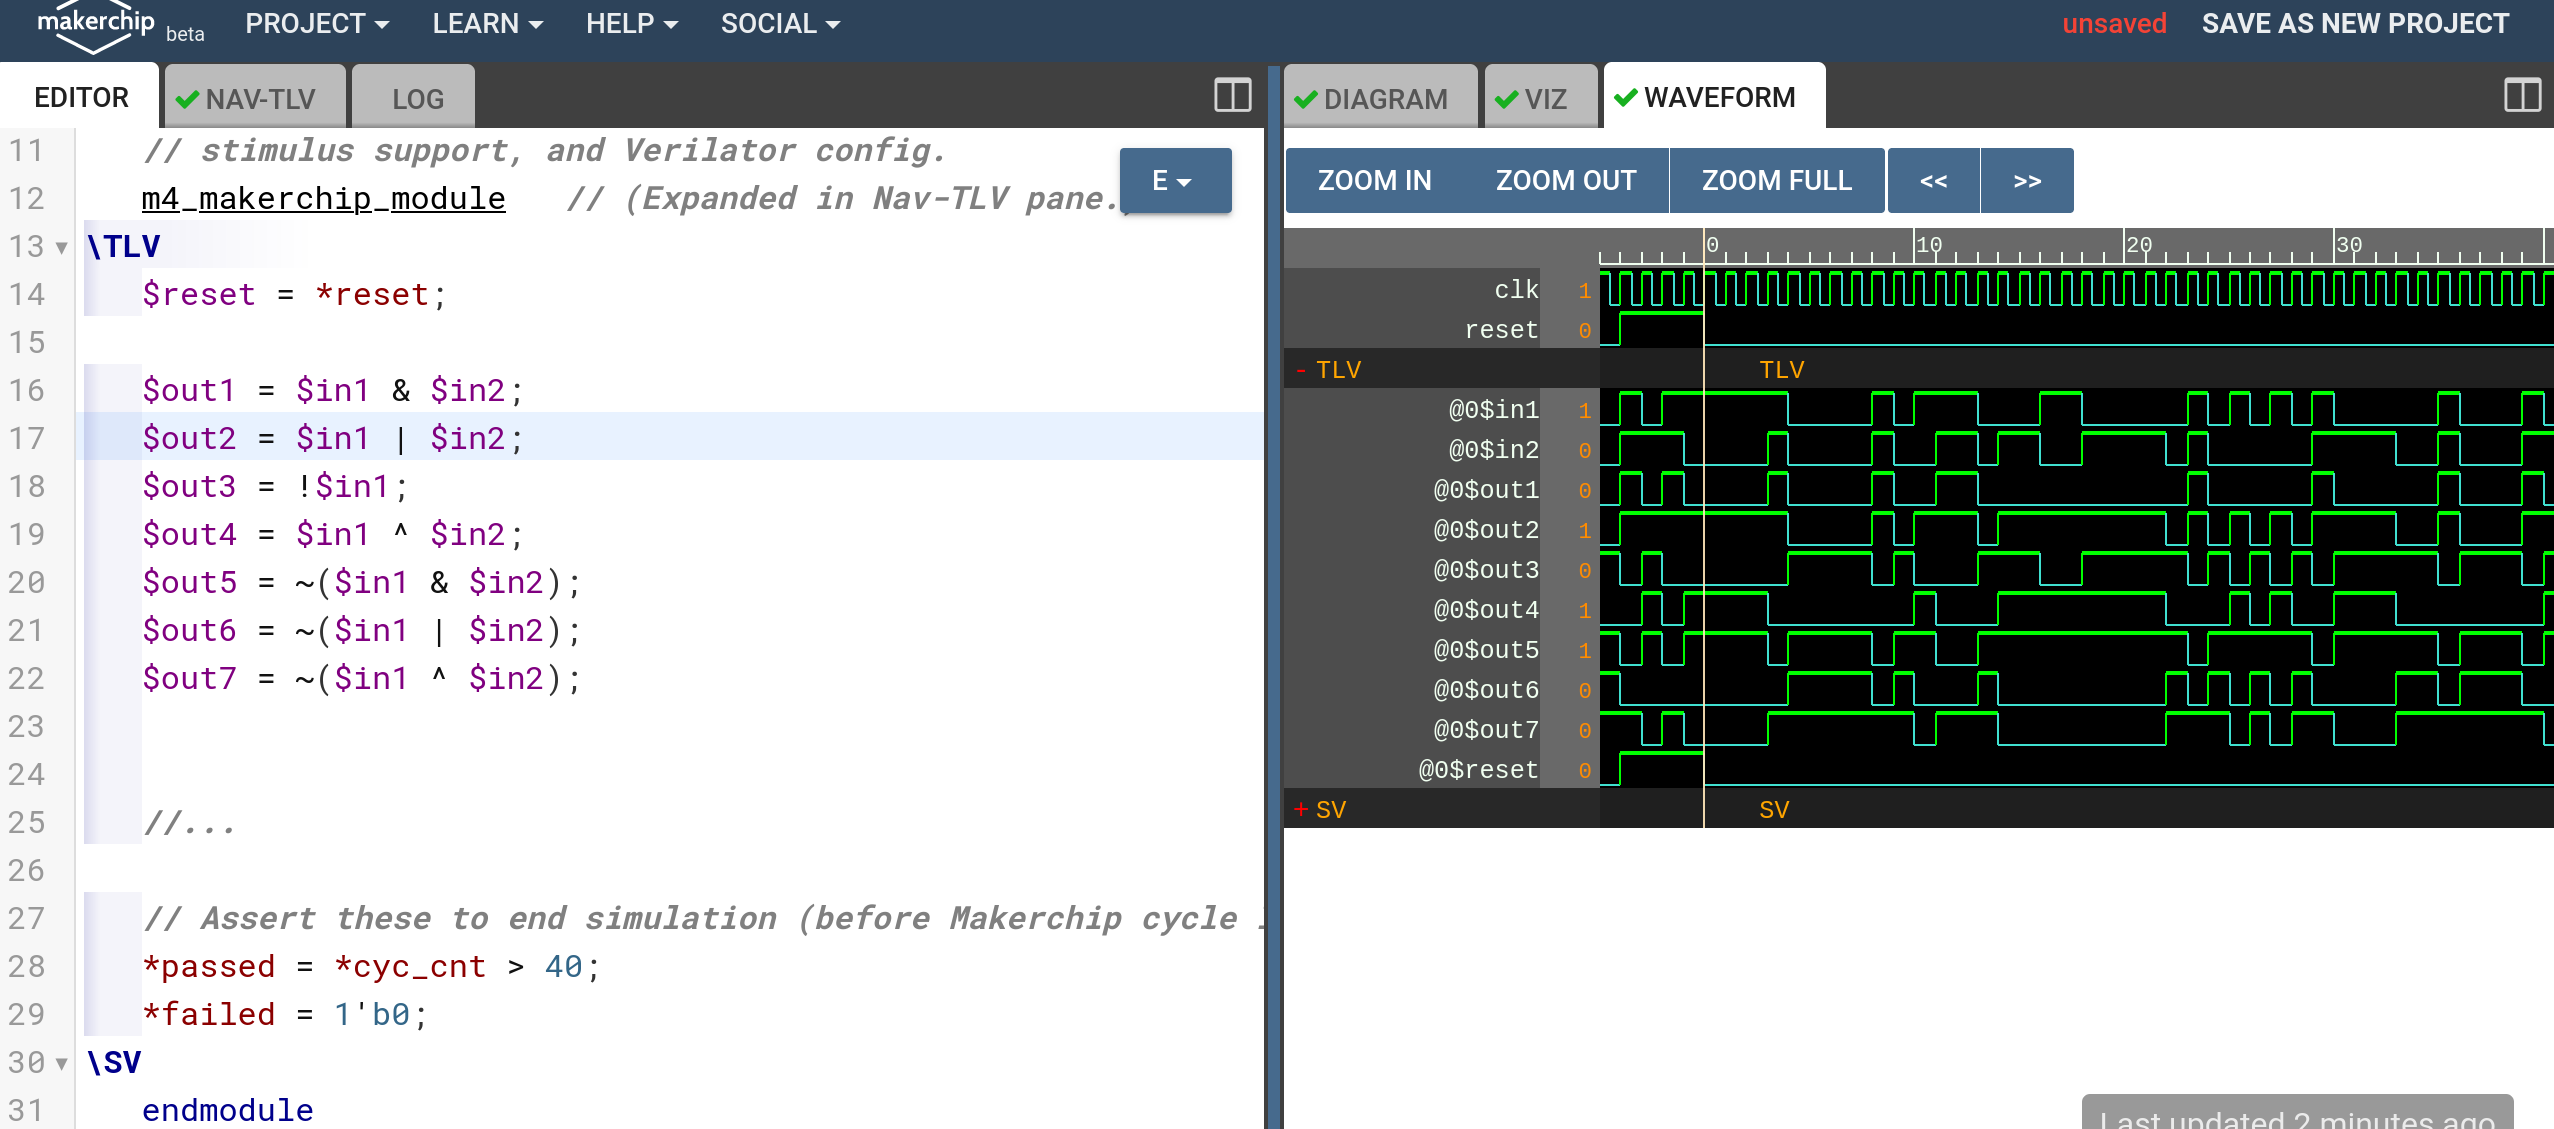 makerchip beta PROJECT LEARN HELP SOCIAL unsaved SAVE AS NEW PROJECT
EDITOR NAV-TLV LOG
11 // stimulus support, and Verilator config.
12 m4_makerchip_module // (Expanded in Nav-TLV pane.
E
13 \TLV
14 $reset = *reset;
15
16 $out1 = $in1 & $in2;
17 $out2 = $in1 | $in2;
18 $out3 = !$in1;
19 $out4 = $in1 ^ $in2;
20 $out5 = ~($in1 & $in2);
21 $out6 = ~($in1 | $in2);
22 $out7 = ~($in1 ^ $in2);
23
24
25 //...
26
27 // Assert these to end simulation (before Makerchip cycle
28 *passed = *cyc_cnt > 40;
29 *failed = 1'b0;
30 \SV
31 endmodule
DIAGRAM VIZ WAVEFORM
ZOOM IN ZOOM OUT ZOOM FULL << >>
0 10 20 30
clk 1
reset 0
- TLV TLV
@0$in1 1
@0$in2 0
@0$out1 0
@0$out2 1
@0$out3 0
@0$out4 1
@0$out5 1
@0$out6 0
@0$out7 0
@0$reset 0
+ SV SV
Last updated 2 minutes ago